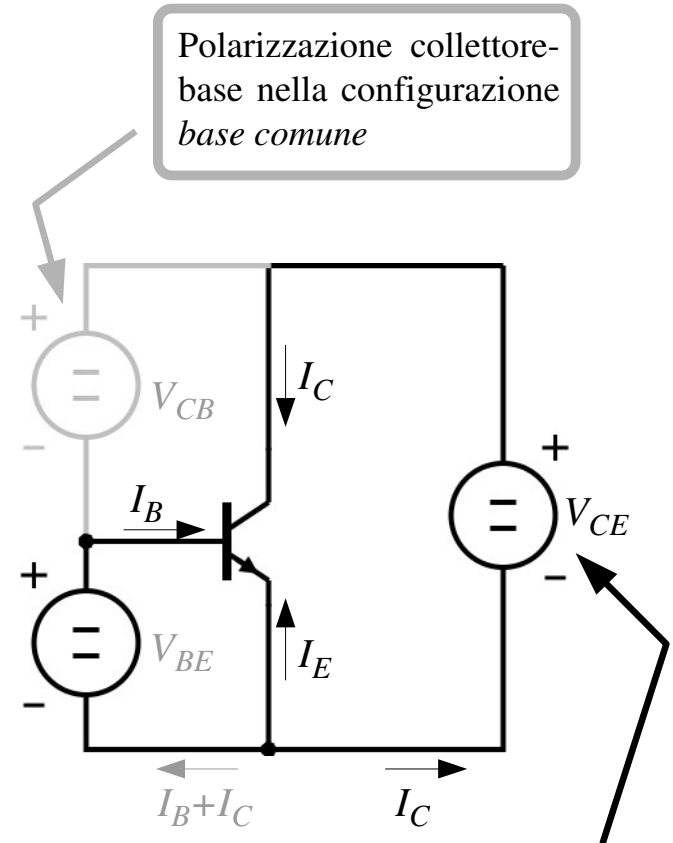 Polarizzazione collettore-
base nella configurazione
base comune
+
V_CB
−
I_C
I_B
+
V_CE
−
+
V_BE
−
I_E
I_B+I_C
I_C